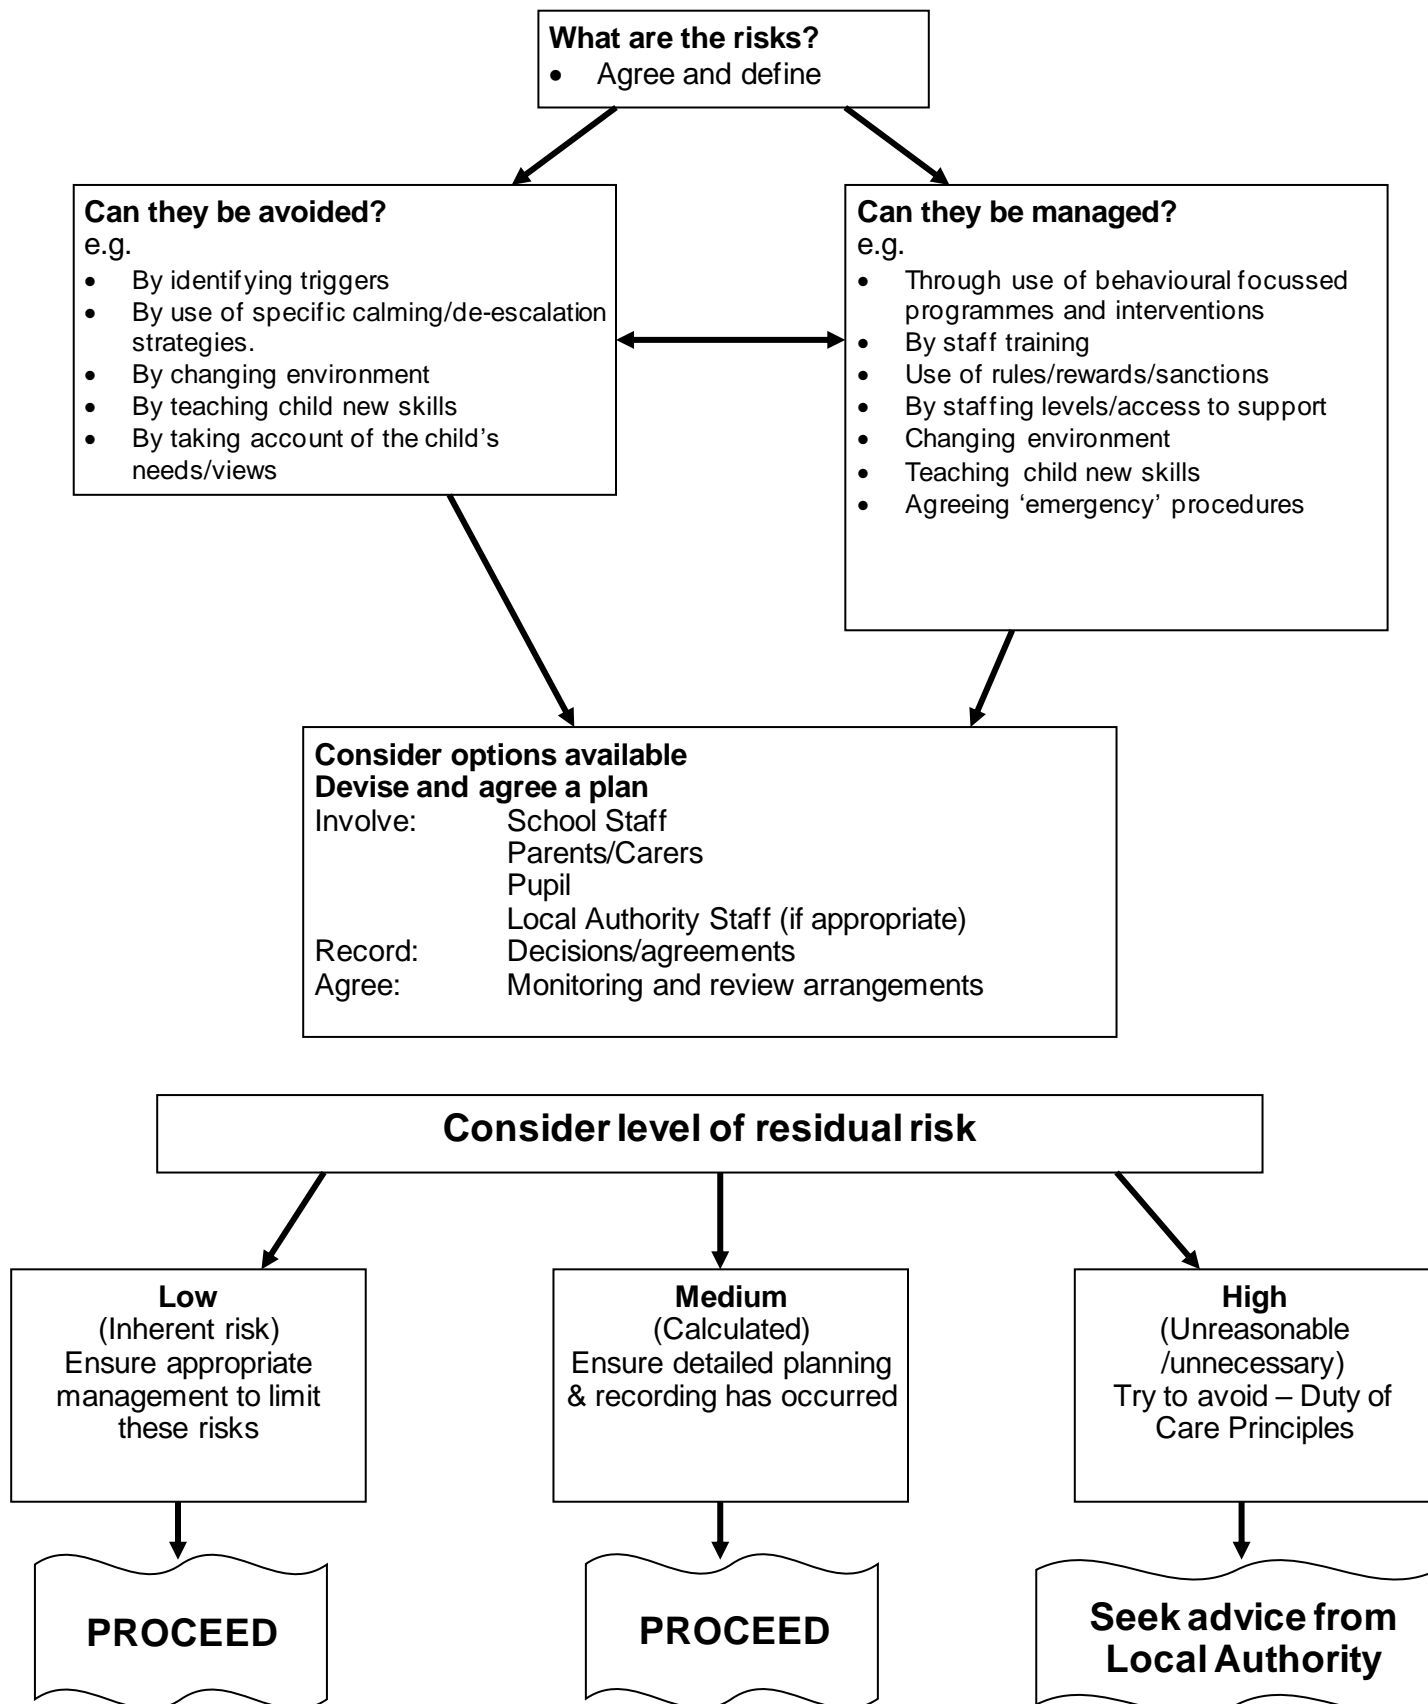 What are the risks?
• Agree and define
Can they be avoided?
e.g.
• By identifying triggers
• By use of specific calming/de-escalation
strategies.
• By changing environment
• By teaching child new skills
• By taking account of the child's
needs/views
Can they be managed?
e.g.
• Through use of behavioural focussed
programmes and interventions
• By staff training
• Use of rules/rewards/sanctions
• By staffing levels/access to support
• Changing environment
• Teaching child new skills
• Agreeing ‘emergency’ procedures
Consider options available
Devise and agree a plan
Involve: School Staff
Parents/Carers
Pupil
Local Authority Staff (if appropriate)
Record: Decisions/agreements
Agree: Monitoring and review arrangements
Consider level of residual risk
Low
(Inherent risk)
Ensure appropriate
management to limit
these risks
Medium
(Calculated)
Ensure detailed planning
& recording has occurred
High
(Unreasonable
/unnecessary)
Try to avoid – Duty of
Care Principles
PROCEED
PROCEED
Seek advice from
Local Authority